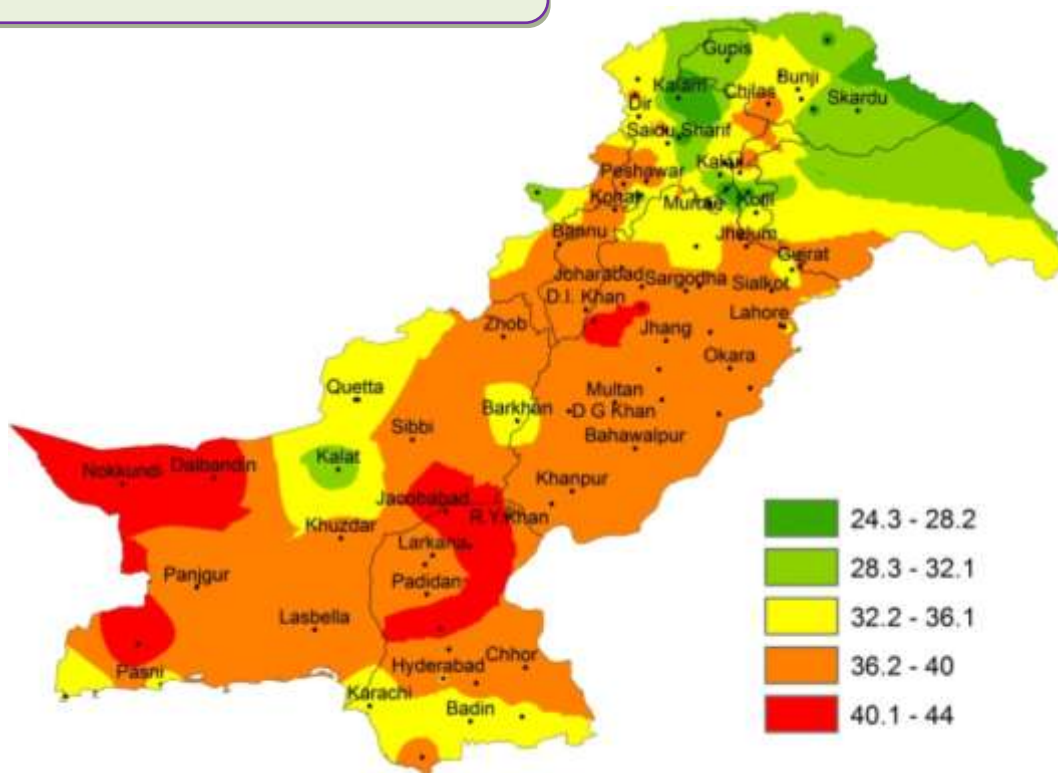 Gupis
Kalam
Bunji
Chilas
Skardu
Dir
Saidu Sharif
Peshawar
Kohat
Kotli
Bannu
Jhelum
Joharabad
Sargodha
Sialkot
D.I. Khan
Lahore
Zhob
Jhang
Okara
Quetta
Multan
Barkhan
D G Khan
Sibbi
Bahawalpur
Kalat
Nokkundi
Dalbandin
Khanpur
Jacobabad
R.Y.Khan
Khuzdar
Larkana
Panjgur
Padidan
Lasbella
Pasni
Hyderabad
Chhor
Karachi
Badin
24.3 - 28.2
28.3 - 32.1
32.2 - 36.1
36.2 - 40
40.1 - 44